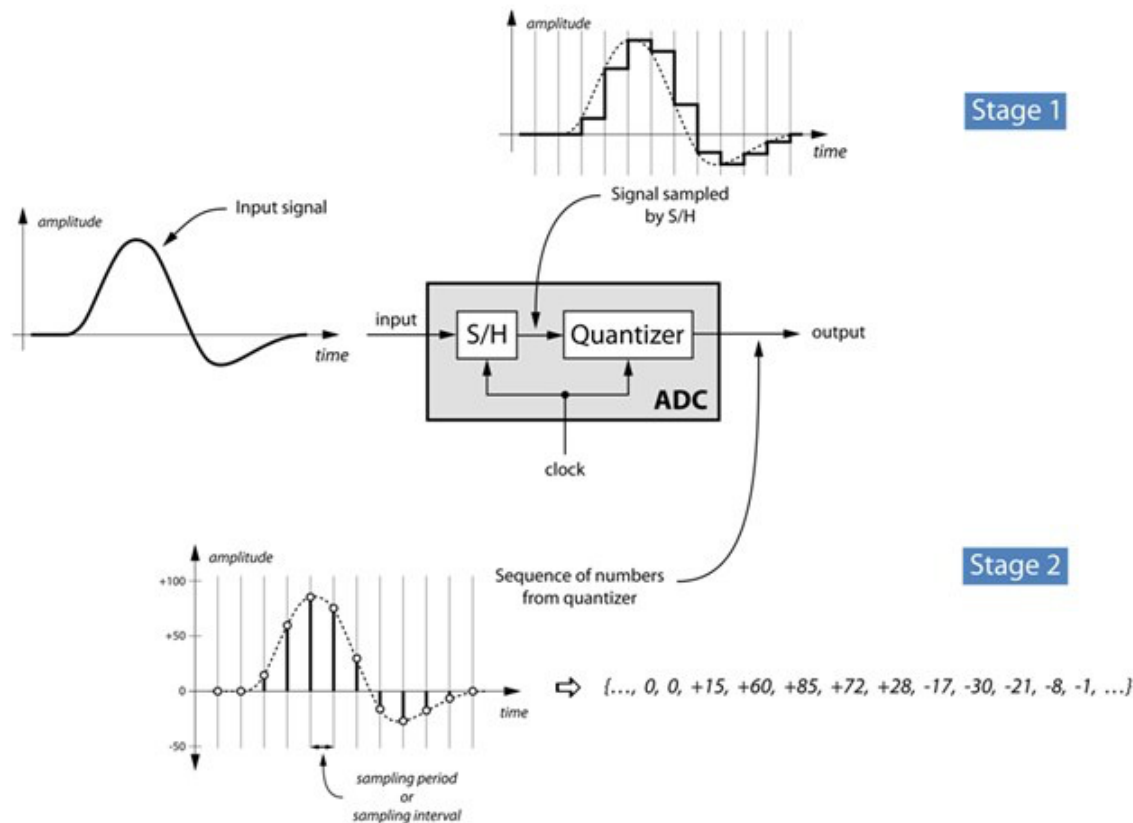 amplitude
Stage 1
time
Signal sampled
by S/H
Input signal
amplitude
time
input
S/H
Quantizer
output
ADC
clock
amplitude
+100
+50
0
-50
time
sampling period
or
sampling interval
Sequence of numbers
from quantizer
Stage 2
{..., 0, 0, +15, +60, +85, +72, +28, -17, -30, -21, -8, -1, ...}